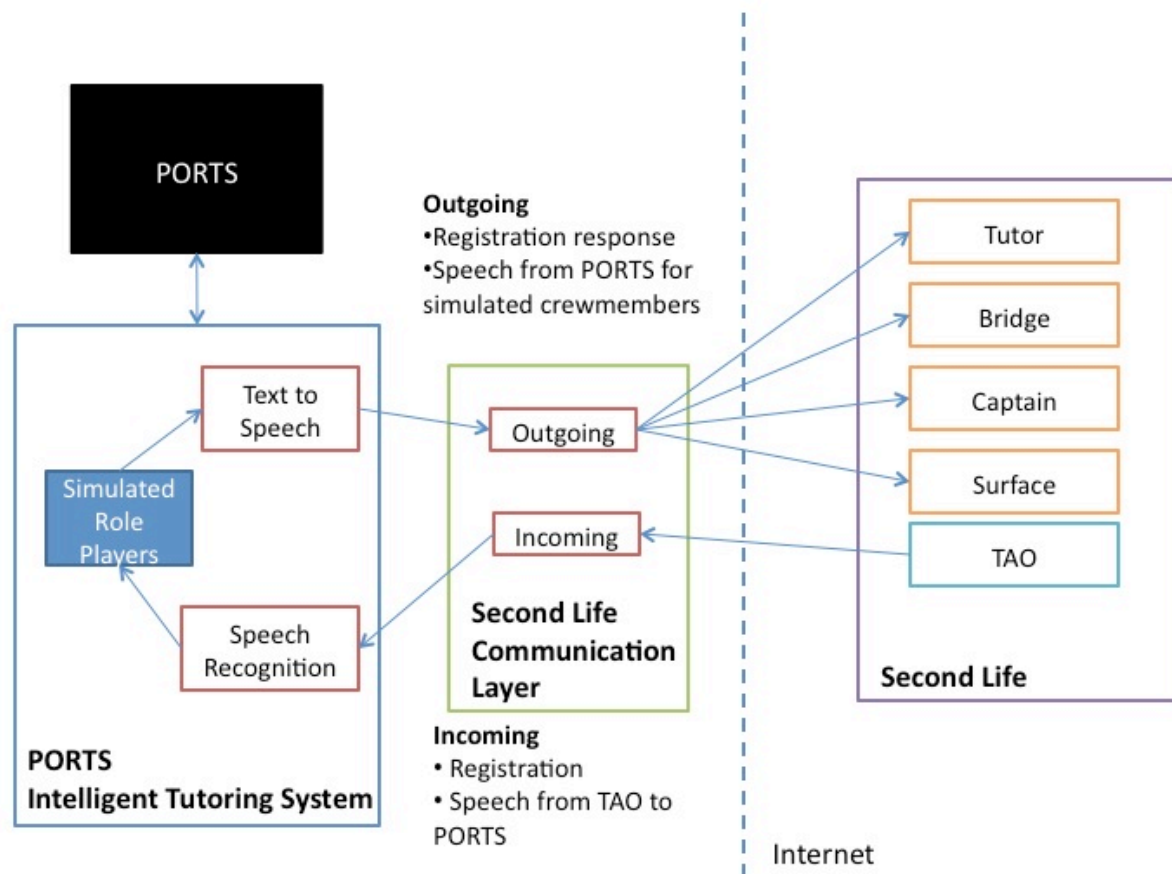 PORTS
Outgoing
•Registration response
•Speech from PORTS for
simulated crewmembers
Text to
Speech
Simulated
Role
Players
Speech
Recognition
PORTS
Intelligent Tutoring System
Outgoing
Incoming
Second Life
Communication
Layer
Incoming
• Registration
• Speech from TAO to
PORTS
Tutor
Bridge
Captain
Surface
TAO
Second Life
Internet